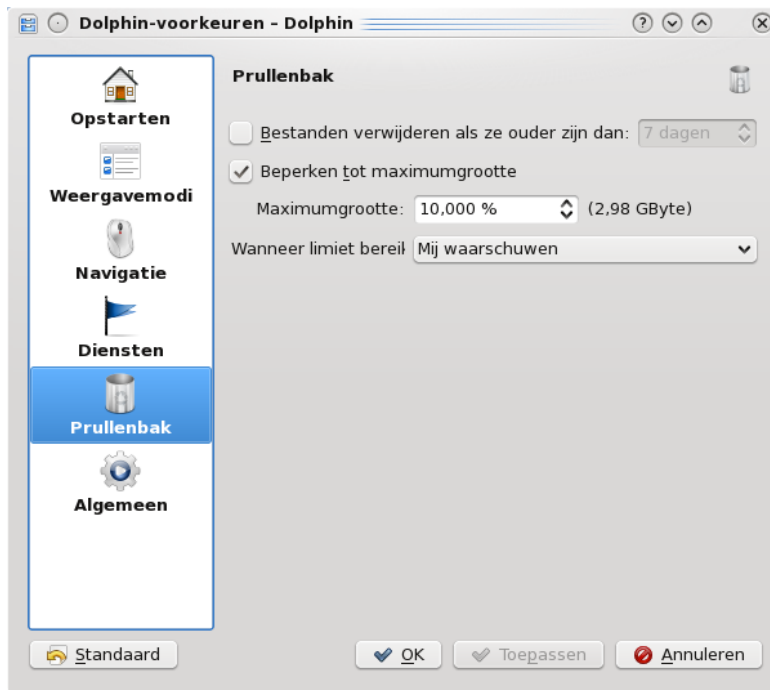 Dolphin-voorkeuren – Dolphin
Opstarten
Weergavemodi
Navigatie
Diensten
Prullenbak
Algemeen
Prullenbak
Bestanden verwijderen als ze ouder zijn dan: 7 dagen
Beperken tot maximumgrootte
Maximumgrootte: 10,000 % (2,98 GByte)
Wanneer limiet bereik Mij waarschuwen
Standaard OK Toepassen Annuleren